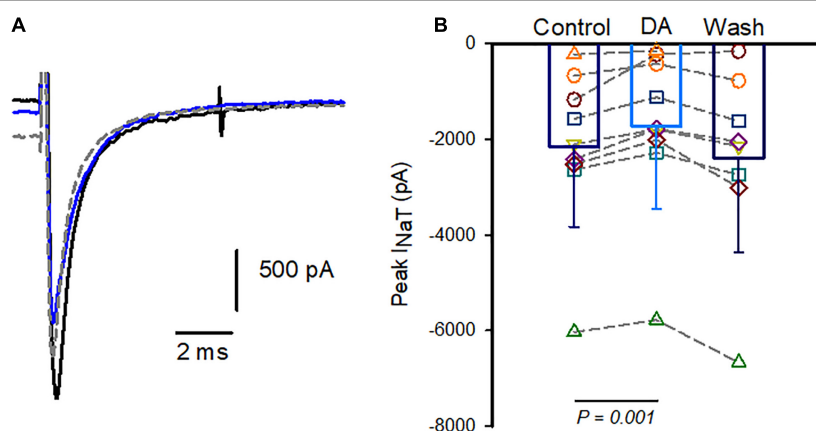 A
500 pA
2 ms
B
Control DA Wash
Peak INaT (pA)
0
-2000
-4000
-6000
-8000
P = 0.001